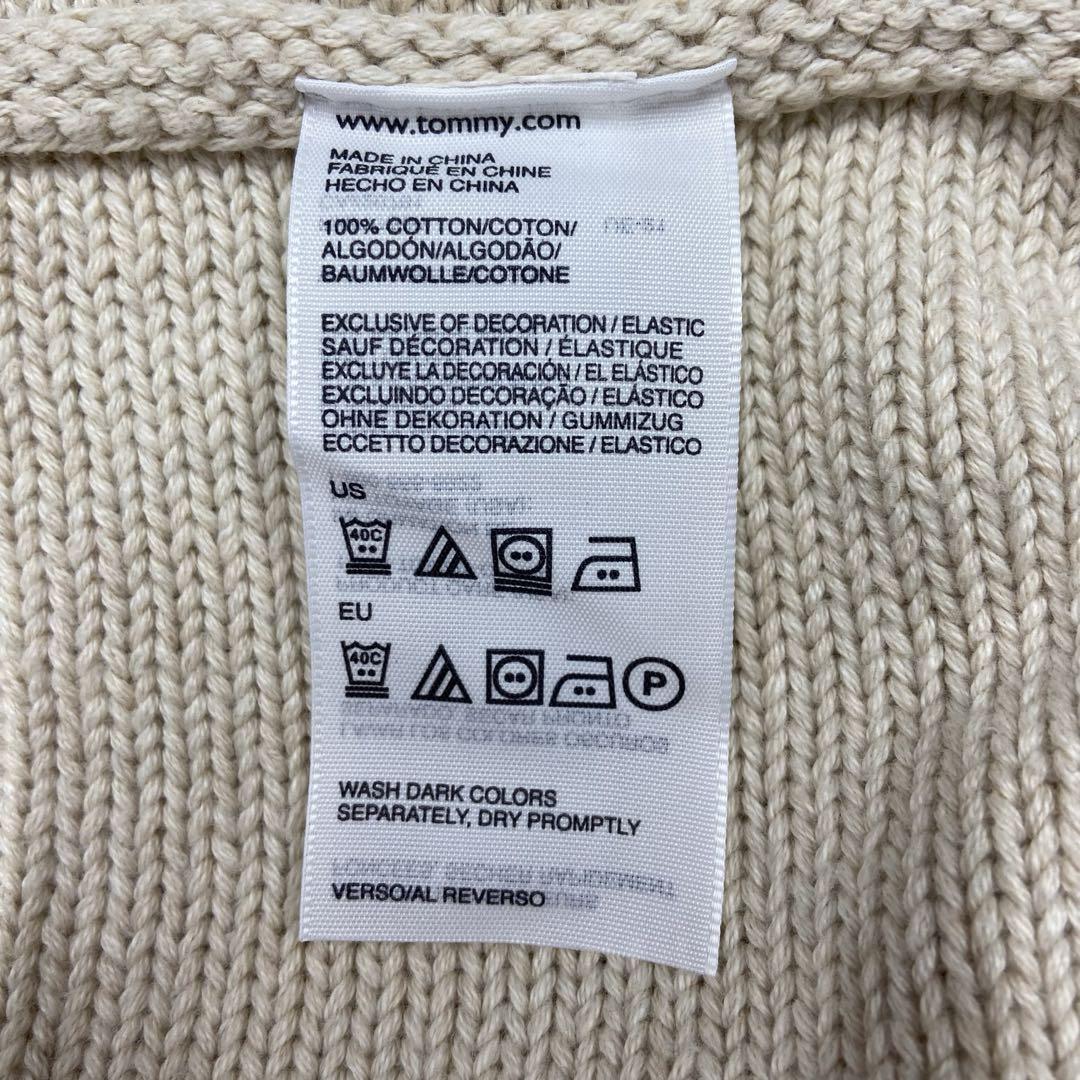 www.tommy.com
MADE IN CHINA
FABRIQUÉ EN CHINE
HECHO EN CHINA
100% COTTON/COTON/
ALGODÓN/ALGODÃO/
BAUMWOLLE/COTONE
EXCLUSIVE OF DECORATION / ELASTIC
SAUF DÉCORATION / ÉLASTIQUE
EXCLUYE LA DECORACIÓN / EL ELÁSTICO
EXCLUINDO DECORAÇÃO / ELÁSTICO
OHNE DEKORATION / GUMMIZUG
ECCETTO DECORAZIONE / ELASTICO
US
40C
EU
40C P
WASH DARK COLORS
SEPARATELY, DRY PROMPTLY
VERSO/AL REVERSO